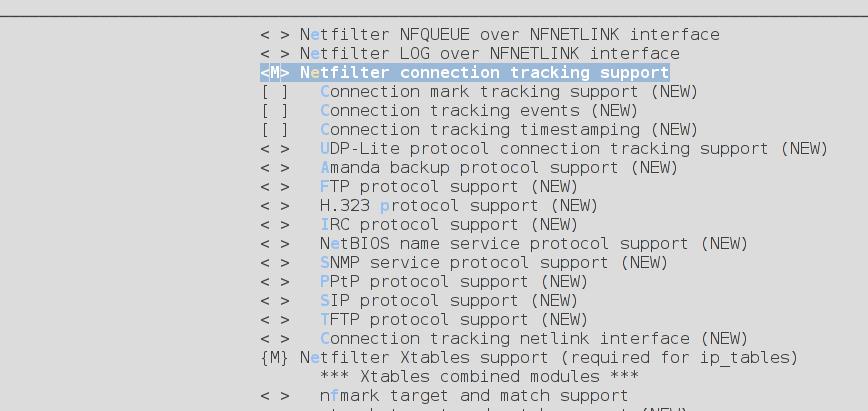 < > Netfilter NFQUEUE over NFNETLINK interface
< > Netfilter LOG over NFNETLINK interface
<M> Netfilter connection tracking support
[ ] Connection mark tracking support (NEW)
[ ] Connection tracking events (NEW)
[ ] Connection tracking timestamping (NEW)
< > UDP-Lite protocol connection tracking support (NEW)
< > Amanda backup protocol support (NEW)
< > FTP protocol support (NEW)
< > H.323 protocol support (NEW)
< > IRC protocol support (NEW)
< > NetBIOS name service protocol support (NEW)
< > SNMP service protocol support (NEW)
< > PPtP protocol support (NEW)
< > SIP protocol support (NEW)
< > TFTP protocol support (NEW)
< > Connection tracking netlink interface (NEW)
{M} Netfilter Xtables support (required for ip_tables)
*** Xtables combined modules ***
< > nfmark target and match support